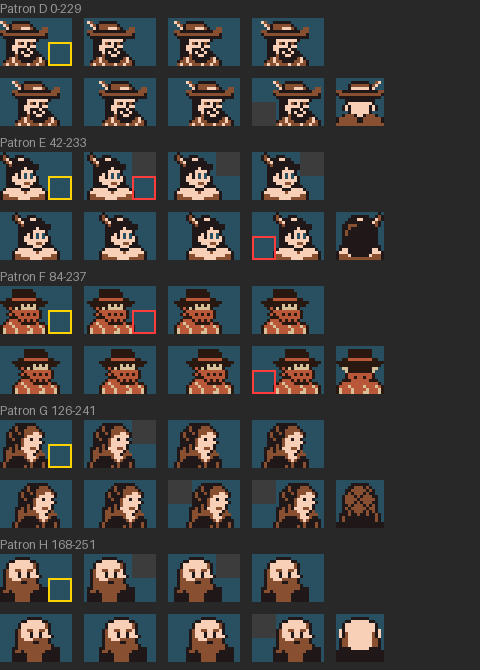 Patron D 0-229
Patron E 42-233
Patron F 84-237
Patron G 126-241
Patron H 168-251